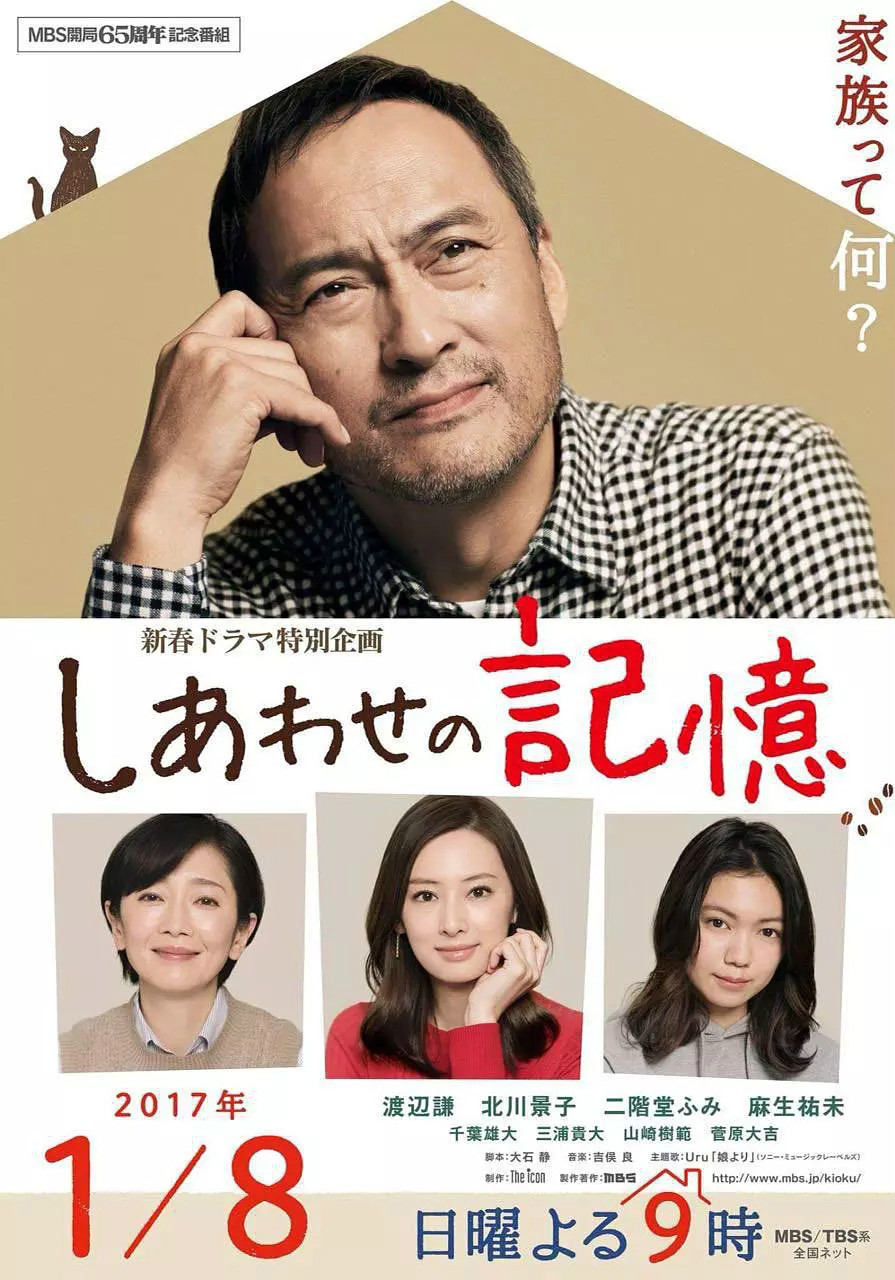 MBS開局65周年記念番組
家族って何？
新春ドラマ特別企画
しあわせの記憶
2017年
1/8
渡辺謙 北川景子 二階堂ふみ 麻生祐未
千葉雄大 三浦貴大 山崎樹範 菅原大吉
脚本:大石 静 音楽:吉俣 良 主題歌:Uru「娘より」(ソニー・ミュージックレーベルズ)
制作:The icon 製作著作:MBS http://www.mbs.jp/kioku/
日曜よる9時
MBS/TBS系
全国ネット